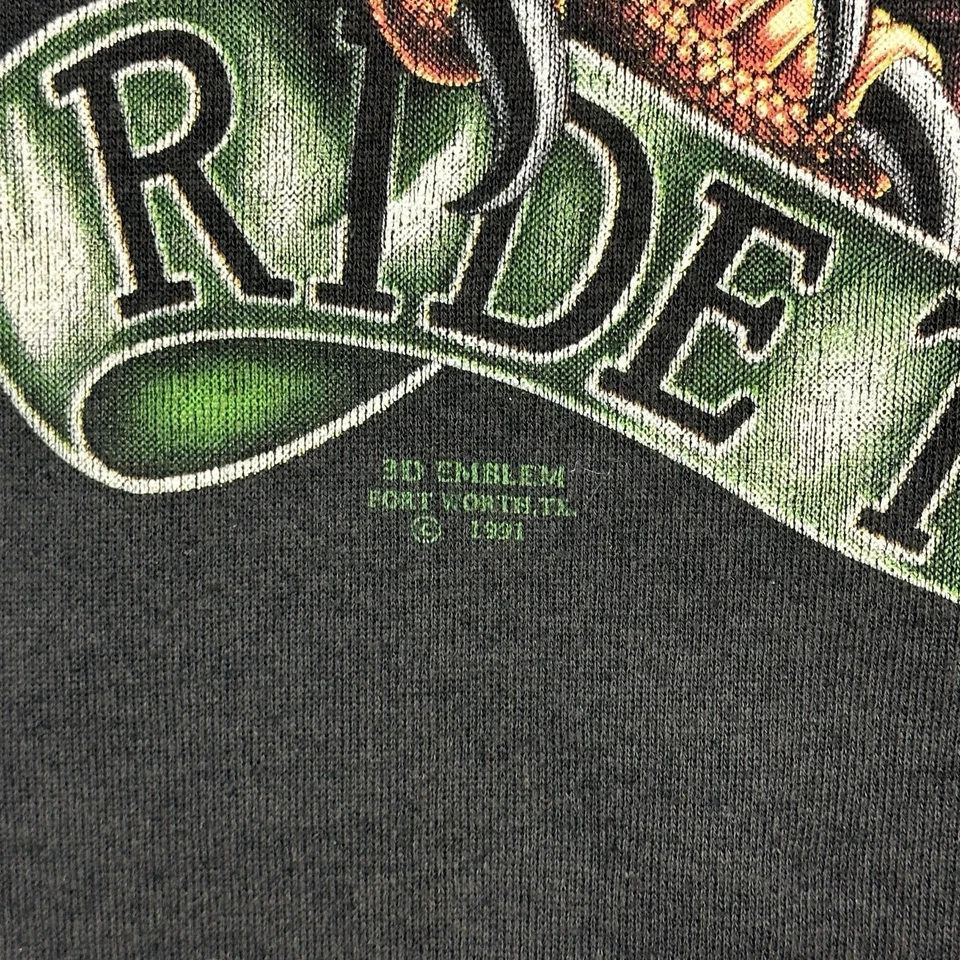 RIDE T
3D EMBLEM
FORT WORTH, TX.
© 1991